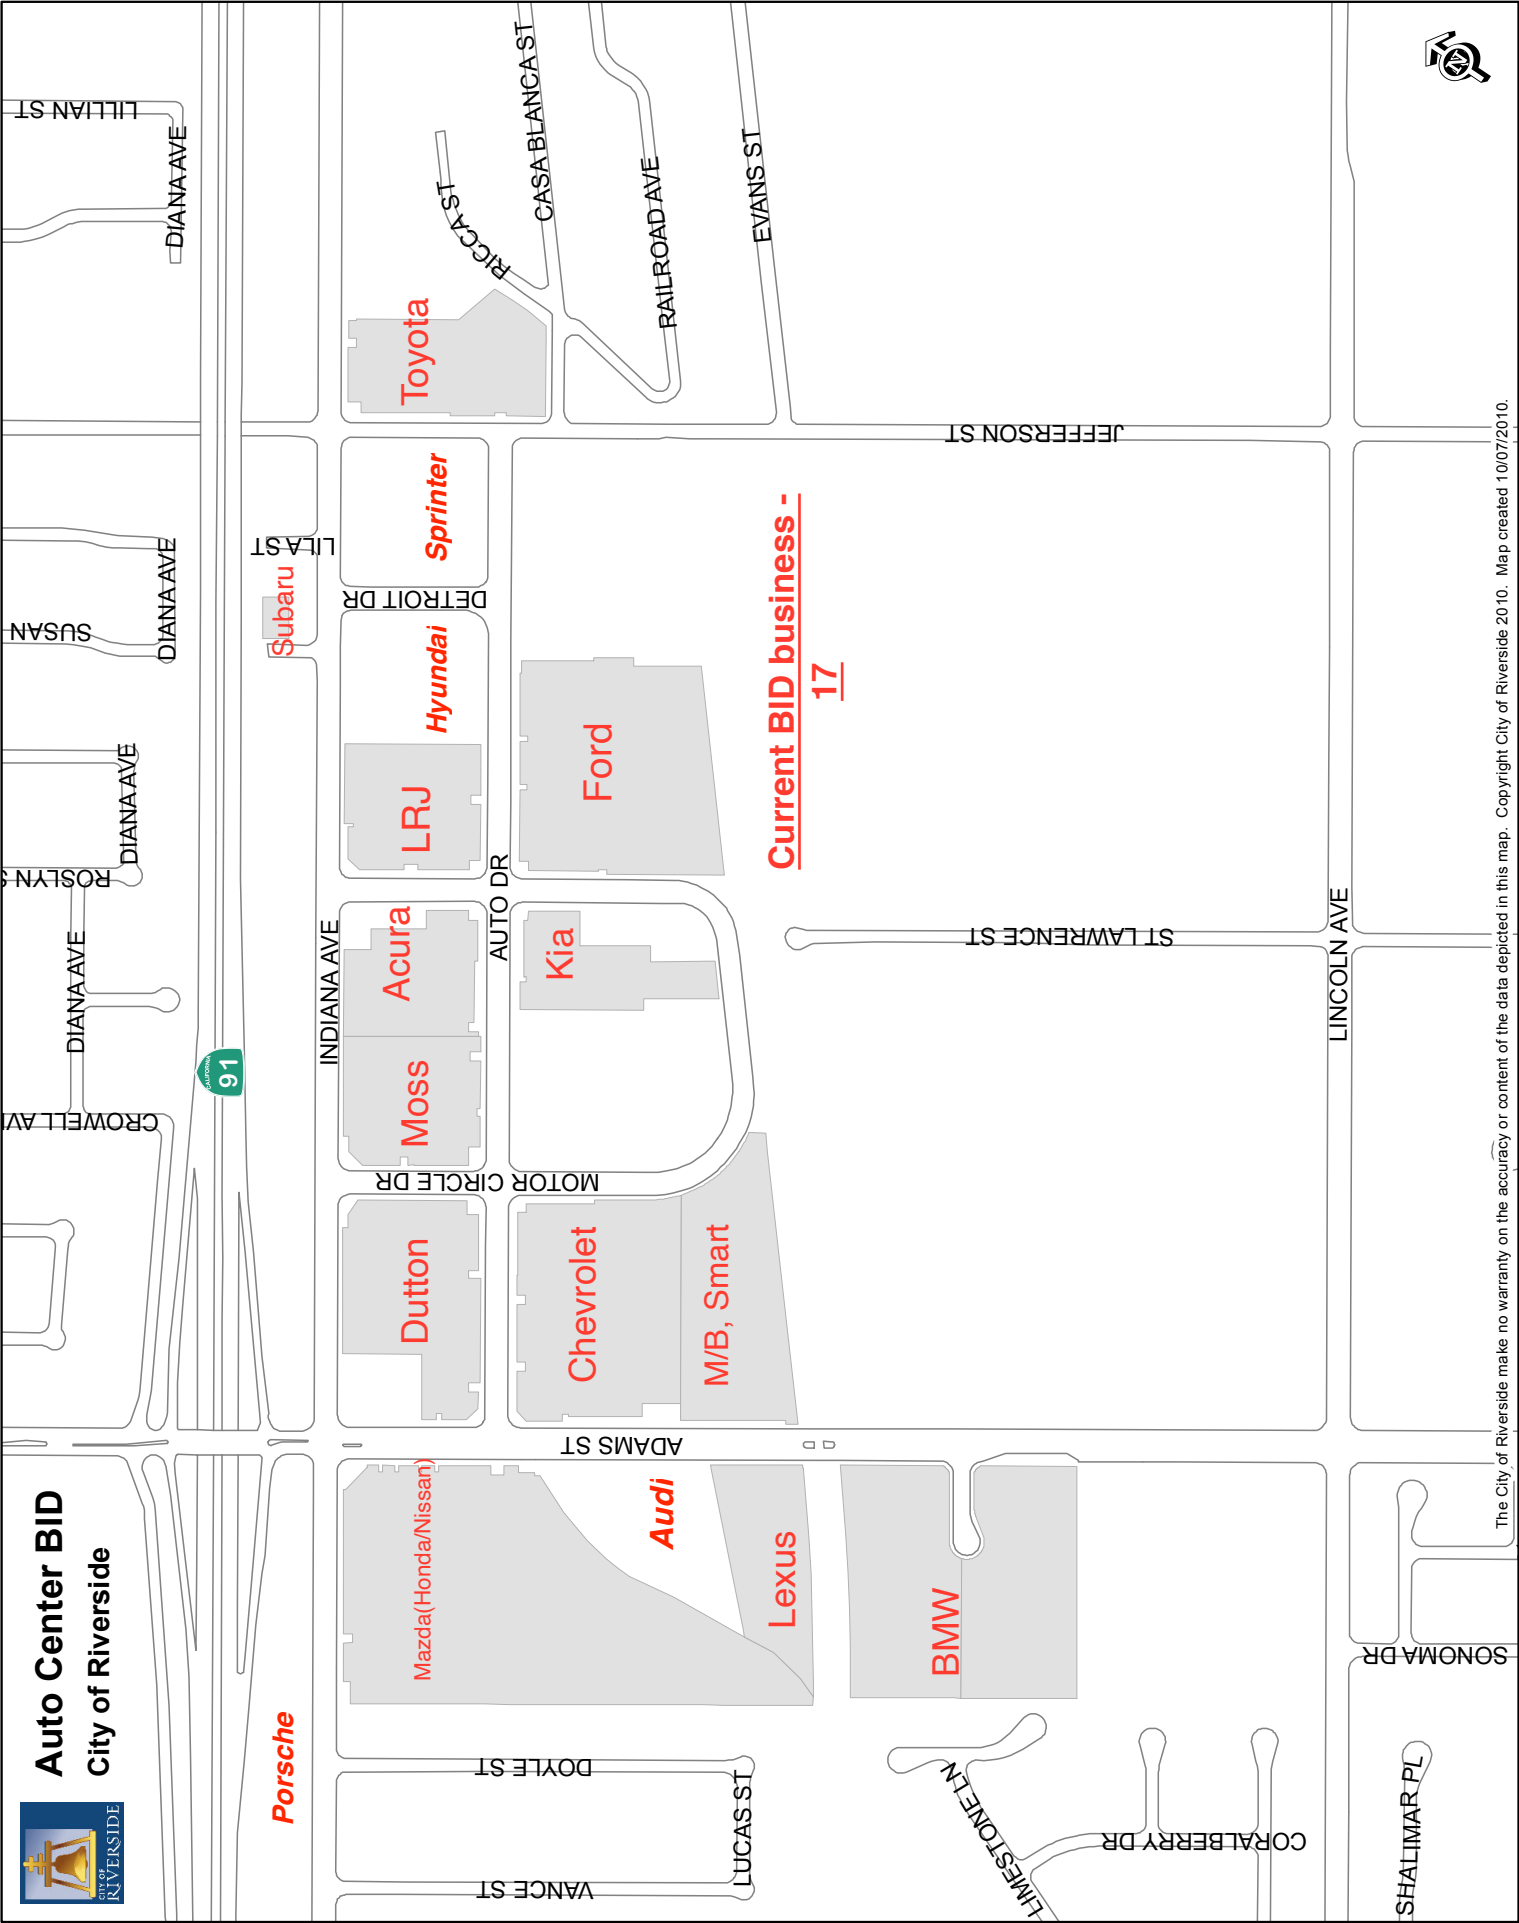 Auto Center BID
City of Riverside
CITY OF
RIVERSIDE
LILLIAN ST
DIANA AVE
SUSAN
DIANA AVE
DIANA AVE
ROSLYN S
DIANA AVE
CROWELL AV
CALIFORNIA
91
LILA ST
Subaru
Porsche
INDIANA AVE
Toyota
RICCA ST
CASA BLANCA ST
RAILROAD AVE
EVANS ST
JEFFERSON ST
Sprinter
DETROIT DR
Hyundai
LRJ
Acura
Moss
Dutton
AUTO DR
MOTOR CIRCLE DR
Ford
Kia
Chevrolet
M/B, Smart
Current BID business -
17
ADAMS ST
Mazda(Honda/Nissan)
Audi
Lexus
BMW
ST LAWRENCE ST
LINCOLN AVE
DOYLE ST
LUCAS ST
VANCE ST
LIMESTONE LN
CORALBERRY DR
SONOMA DR
SHALIMAR PL
N
The City of Riverside make no warranty on the accuracy or content of the data depicted in this map. Copyright City of Riverside 2010. Map created 10/07/2010.